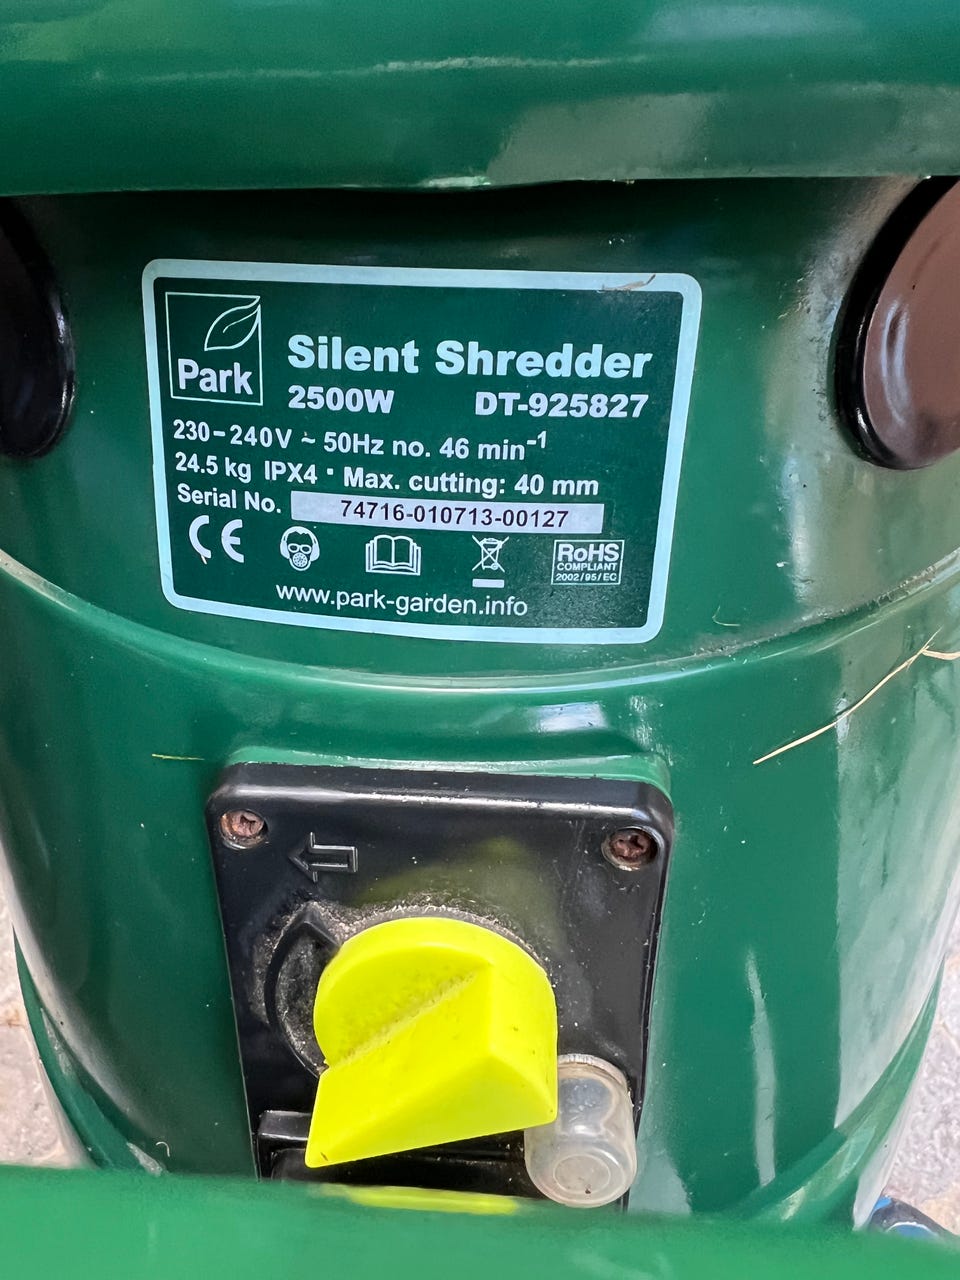 Park
Silent Shredder
2500W DT-925827
230-240V ~ 50Hz no. 46 min⁻¹
24.5 kg IPX4 · Max. cutting: 40 mm
Serial No. 74716-010713-00127
CE
RoHS
COMPLIANT
2002/95/EC
www.park-garden.info